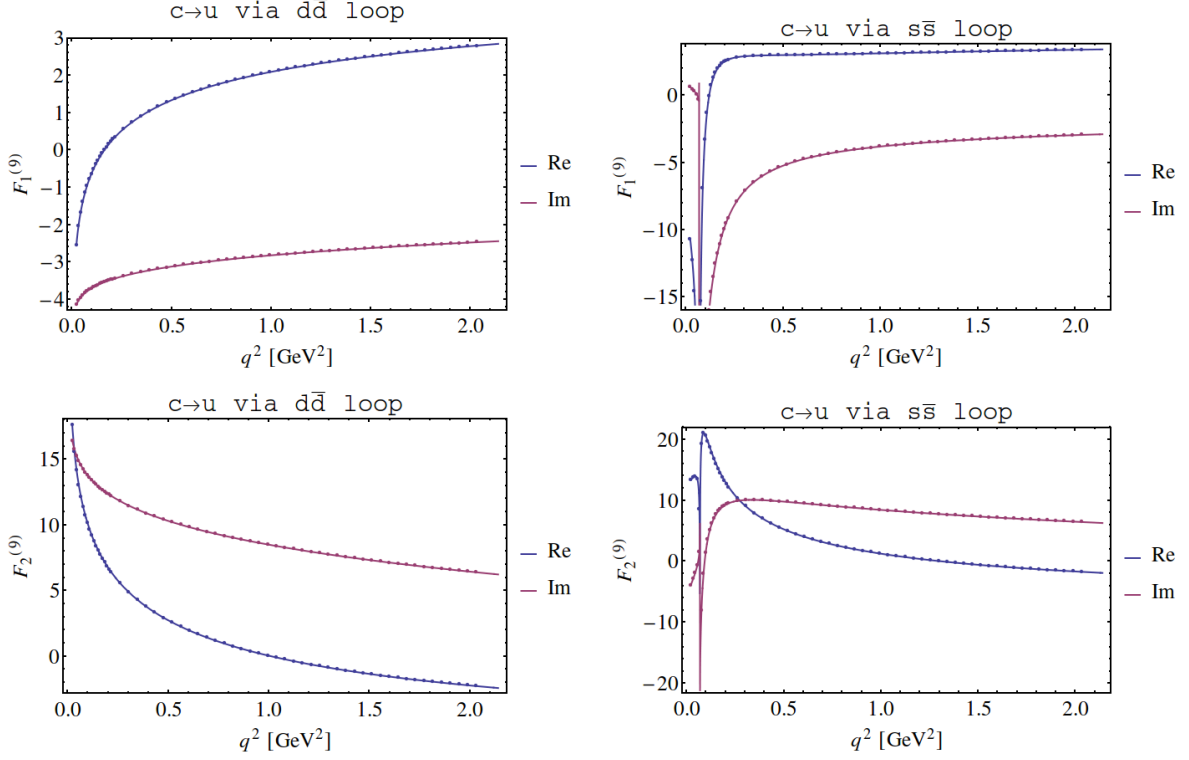 c→u via dd loop
3
2
1
0
−1
−2
−3
−4
F₁⁽⁹⁾
0.0 0.5 1.0 1.5 2.0
q² [GeV²]
Re
Im
c→u via ss̅ loop
0
−5
−10
−15
F₁⁽⁹⁾
0.0 0.5 1.0 1.5 2.0
q² [GeV²]
Re
Im
c→u via dd̅ loop
15
10
5
0
F₂⁽⁹⁾
0.0 0.5 1.0 1.5 2.0
q² [GeV²]
Re
Im
c→u via ss̅ loop
20
10
0
−10
−20
F₂⁽⁹⁾
0.0 0.5 1.0 1.5 2.0
q² [GeV²]
Re
Im